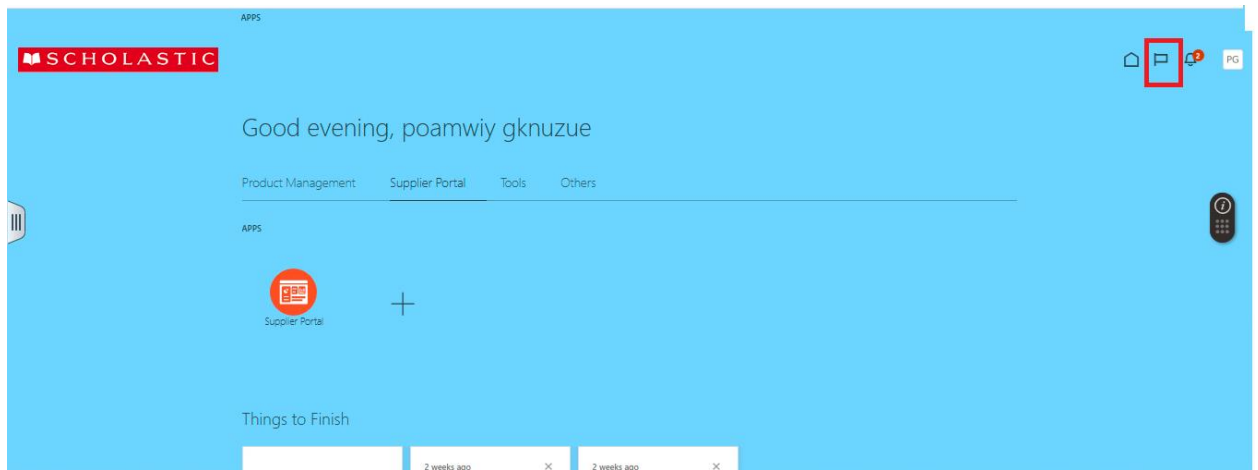 APPS
SCHOLASTIC
2
PG
Good evening, poamwiy gknuzue
Product Management Supplier Portal Tools Others
APPS
Supplier Portal
Things to Finish
2 weeks ago 2 weeks ago